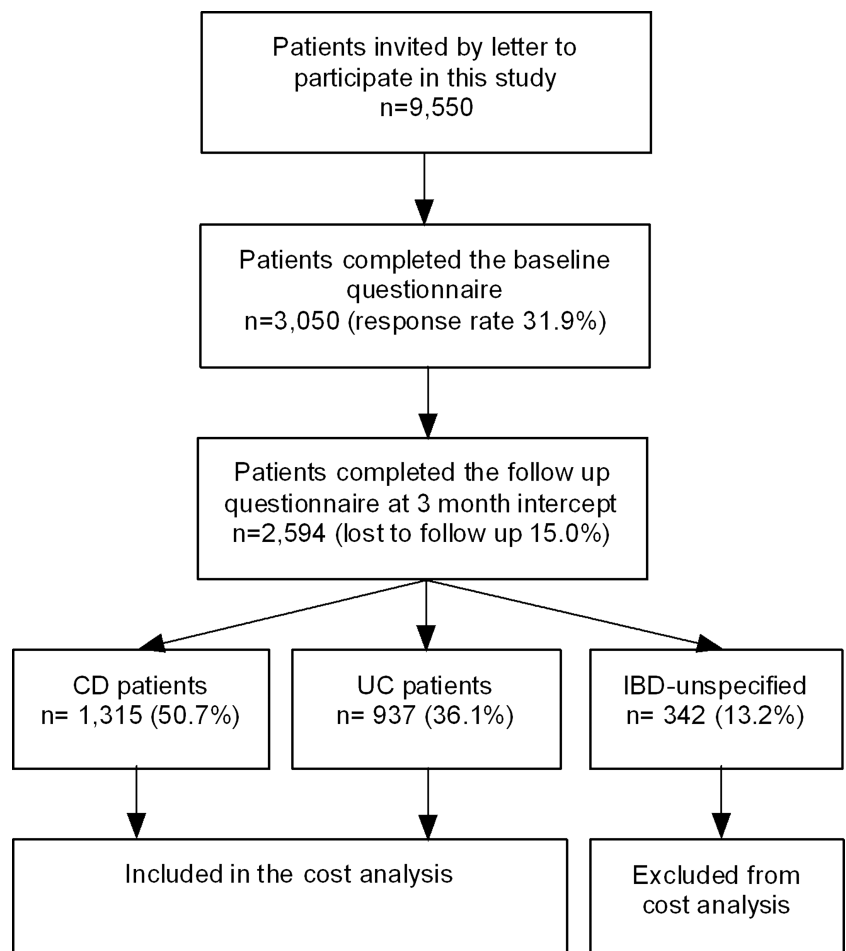 Patients invited by letter to
participate in this study
n=9,550
Patients completed the baseline
questionnaire
n=3,050 (response rate 31.9%)
Patients completed the follow up
questionnaire at 3 month intercept
n=2,594 (lost to follow up 15.0%)
CD patients
n= 1,315 (50.7%)
UC patients
n= 937 (36.1%)
IBD-unspecified
n= 342 (13.2%)
Included in the cost analysis
Excluded from
cost analysis